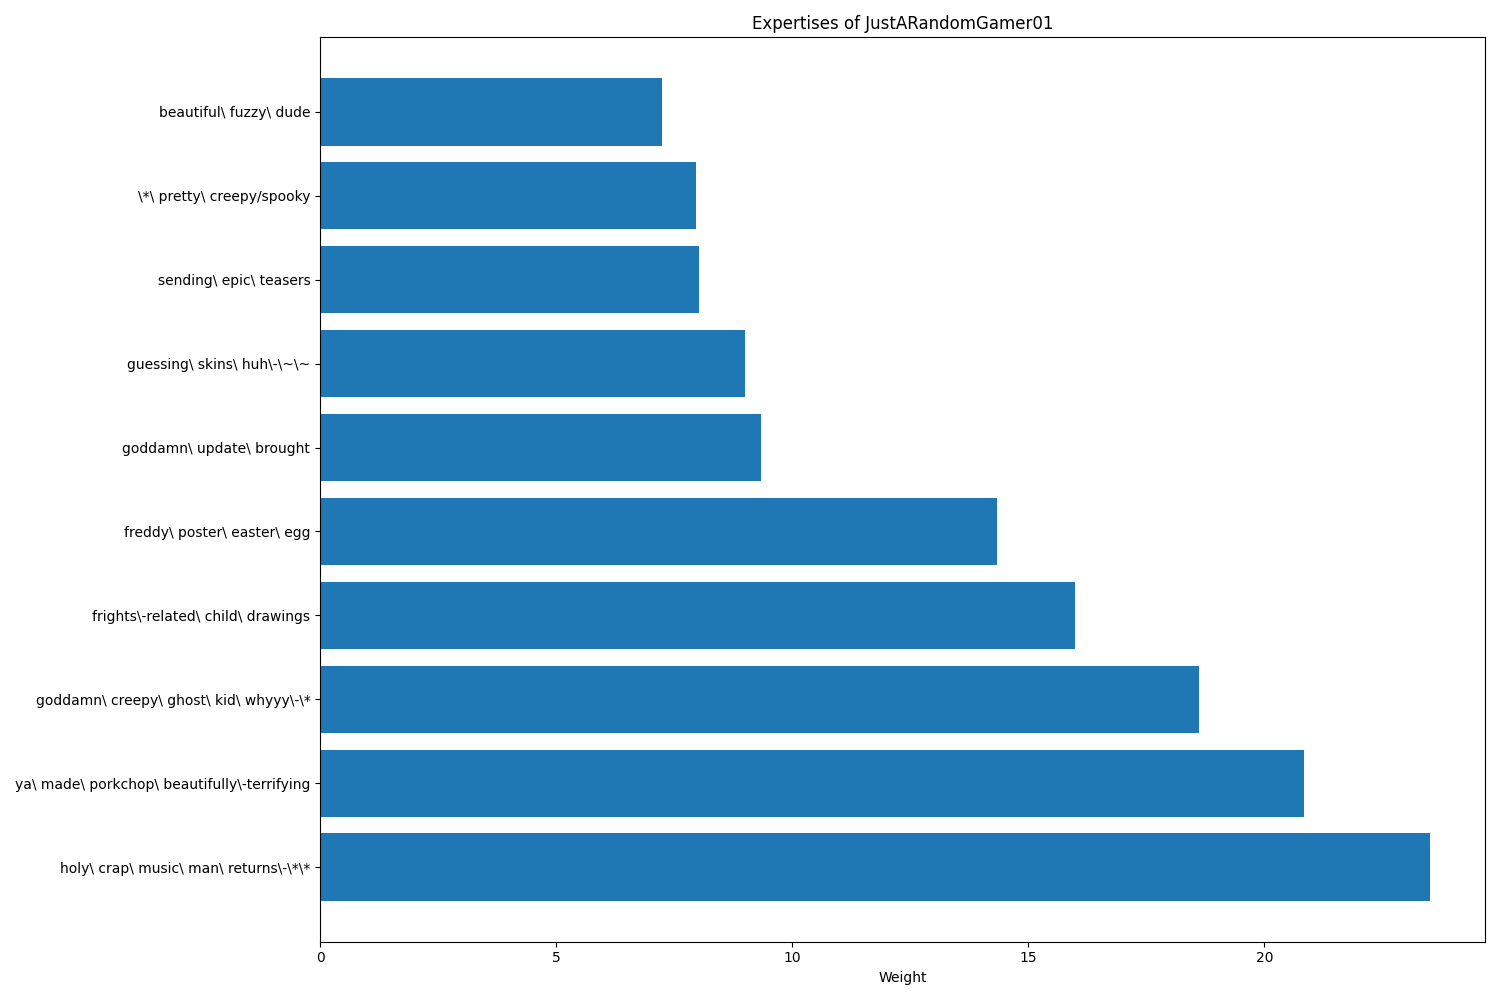 Expertises of JustARandomGamer01
beautiful\ fuzzy\ dude
\*\ pretty\ creepy/spooky
sending\ epic\ teasers
guessing\ skins\ huh\-\~\~
goddamn\ update\ brought
freddy\ poster\ easter\ egg
frights\-related\ child\ drawings
goddamn\ creepy\ ghost\ kid\ whyyy\-\*
ya\ made\ porkchop\ beautifully\-terrifying
holy\ crap\ music\ man\ returns\-\*\*
0 5 10 15 20
Weight